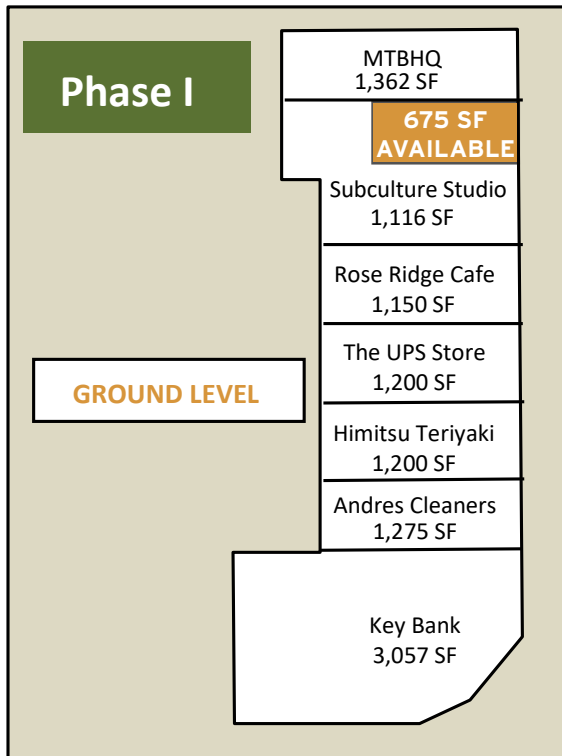 Phase I
MTBHQ
1,362 SF
675 SF
AVAILABLE
Subculture Studio
1,116 SF
Rose Ridge Cafe
1,150 SF
The UPS Store
1,200 SF
GROUND LEVEL
Himitsu Teriyaki
1,200 SF
Andres Cleaners
1,275 SF
Key Bank
3,057 SF